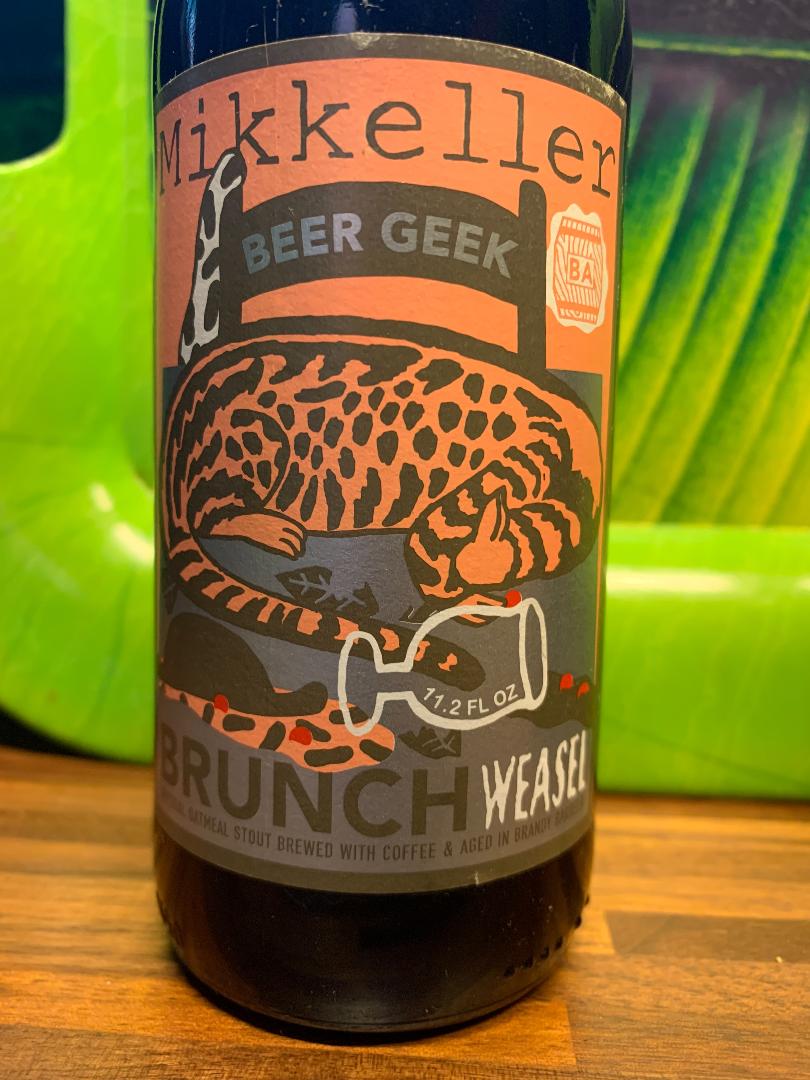 Mikkeller
BEER GEEK
BA
11.2 FL OZ
BRUNCH WEASEL
OATMEAL STOUT BREWED WITH COFFEE & AGED IN BRANDY